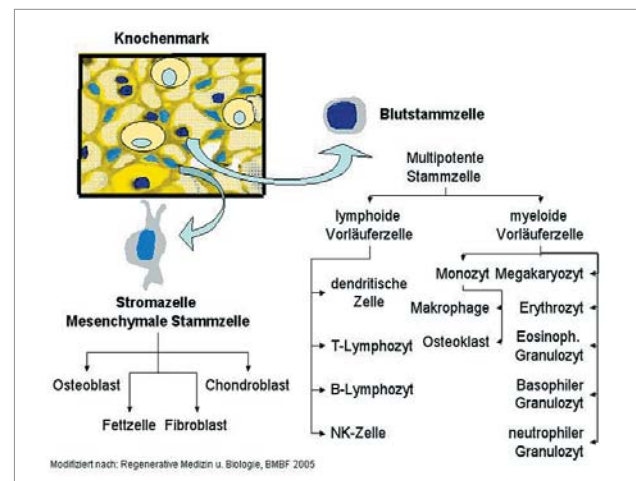 Knochenmark
Blutstammzelle
Multipotente
Stammzelle
lymphoide
Vorläuferzelle
myeloide
Vorläuferzelle
dendritische
Zelle
T-Lymphozyt
B-Lymphozyt
NK-Zelle
Monozyt
Makrophage
Osteoklast
Megakaryozyt
Erythrozyt
Eosinoph.
Granulozyt
Basophiler
Granulozyt
neutrophiler
Granulozyt
Stromazelle
Mesenchymale Stammzelle
Osteoblast
Chondroblast
Fettzelle
Fibroblast
Modifiziert nach: Regenerative Medizin u. Biologie, BMBF 2005